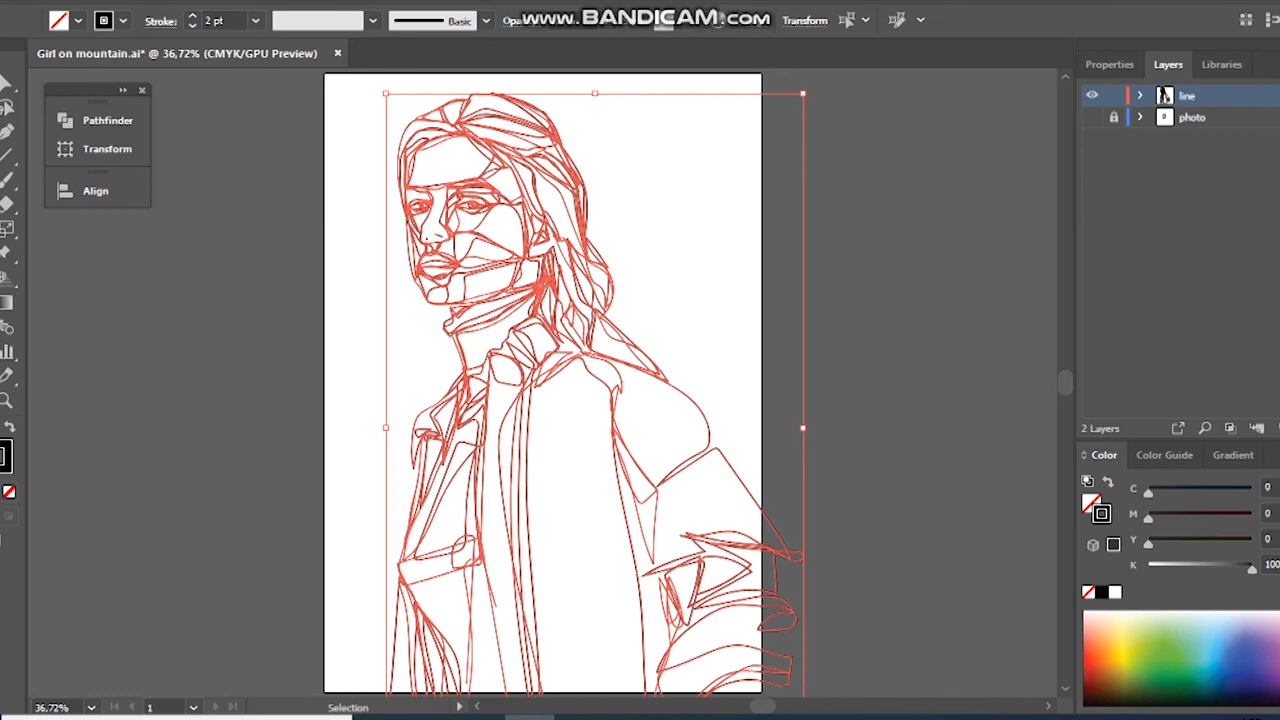 www.BANDICAM.com
Stroke: 2 pt Basic Transform
Girl on mountain.ai* @ 36,72% (CMYK/GPU Preview) ×
Properties Layers Libraries
line
photo
Pathfinder
Transform
Align
2 Layers
Color Color Guide Gradient
C 0
M 0
Y 0
K 100
36.72% 1 Selection